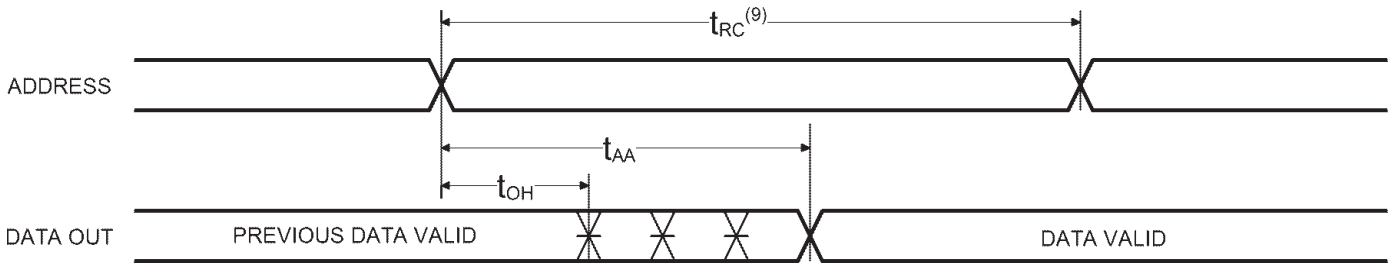 tRC(9)
ADDRESS
tAA
tOH
DATA OUT
PREVIOUS DATA VALID
DATA VALID